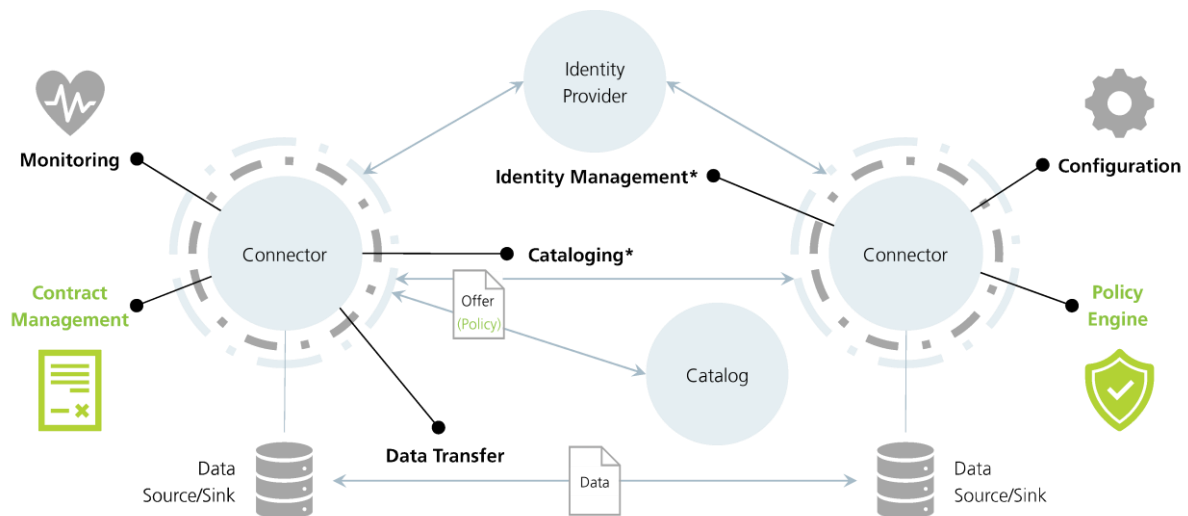 Identity
Provider
Monitoring
Identity Management*
Configuration
Connector
Cataloging*
Connector
Contract
Management
Offer
(Policy)
Policy
Engine
Catalog
Data Transfer
Data
Source/Sink
Data
Data
Source/Sink